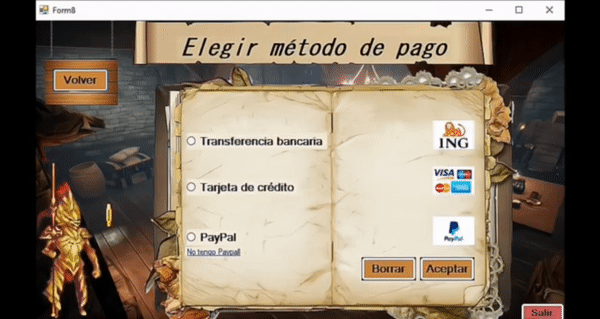 Form8
Elegir método de pago
Volver
Transferencia bancaria
ING
Tarjeta de crédito
VISA
PayPal
PayPal
No tengo Paypall
Borrar
Aceptar
Salir